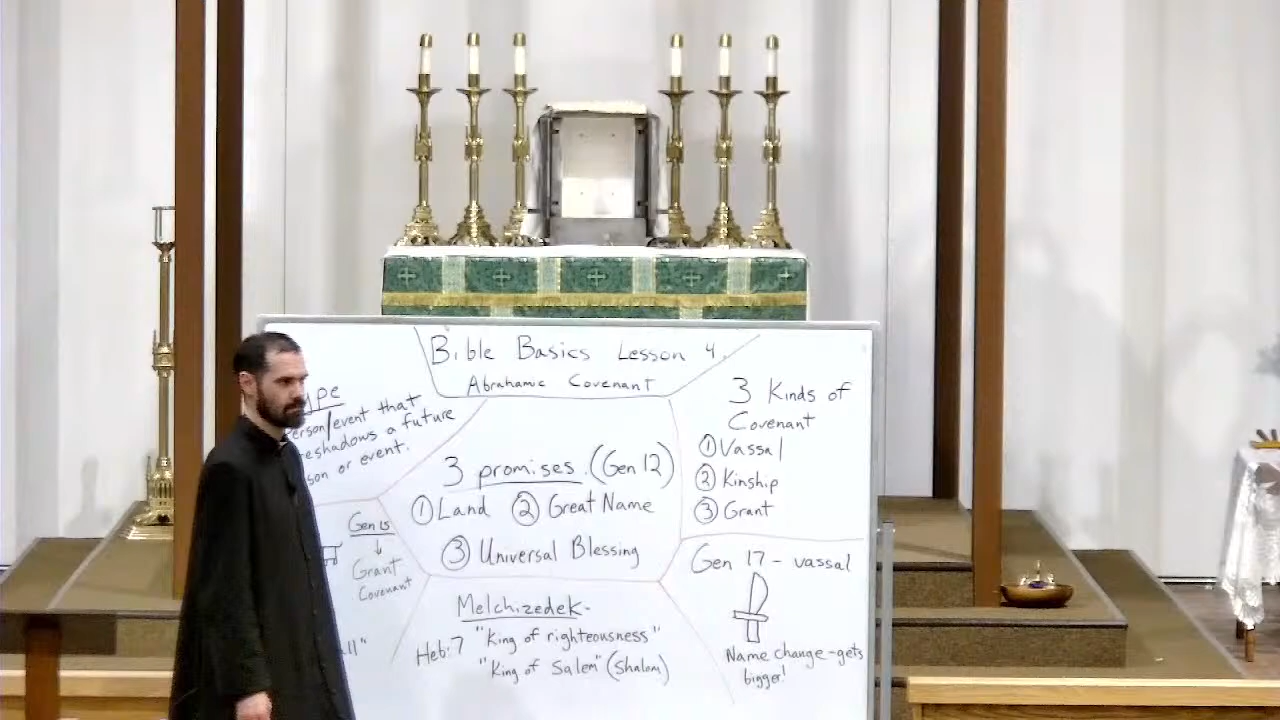 Bible Basics Lesson 4
Abrahamic Covenant
ype
erson/event that
eshadows a future
son or event.
3 promises (Gen 12)
① Land ② Great Name
③ Universal Blessing
3 Kinds of
Covenant
① Vassal
② Kinship
③ Grant
Gen 15
↓
Grant
Covenant
ll"
Melchizedek-
Heb:7 "King of righteousness"
"King of Salem" (Shalom)
Gen 17 - vassal
Name change-gets
bigger!